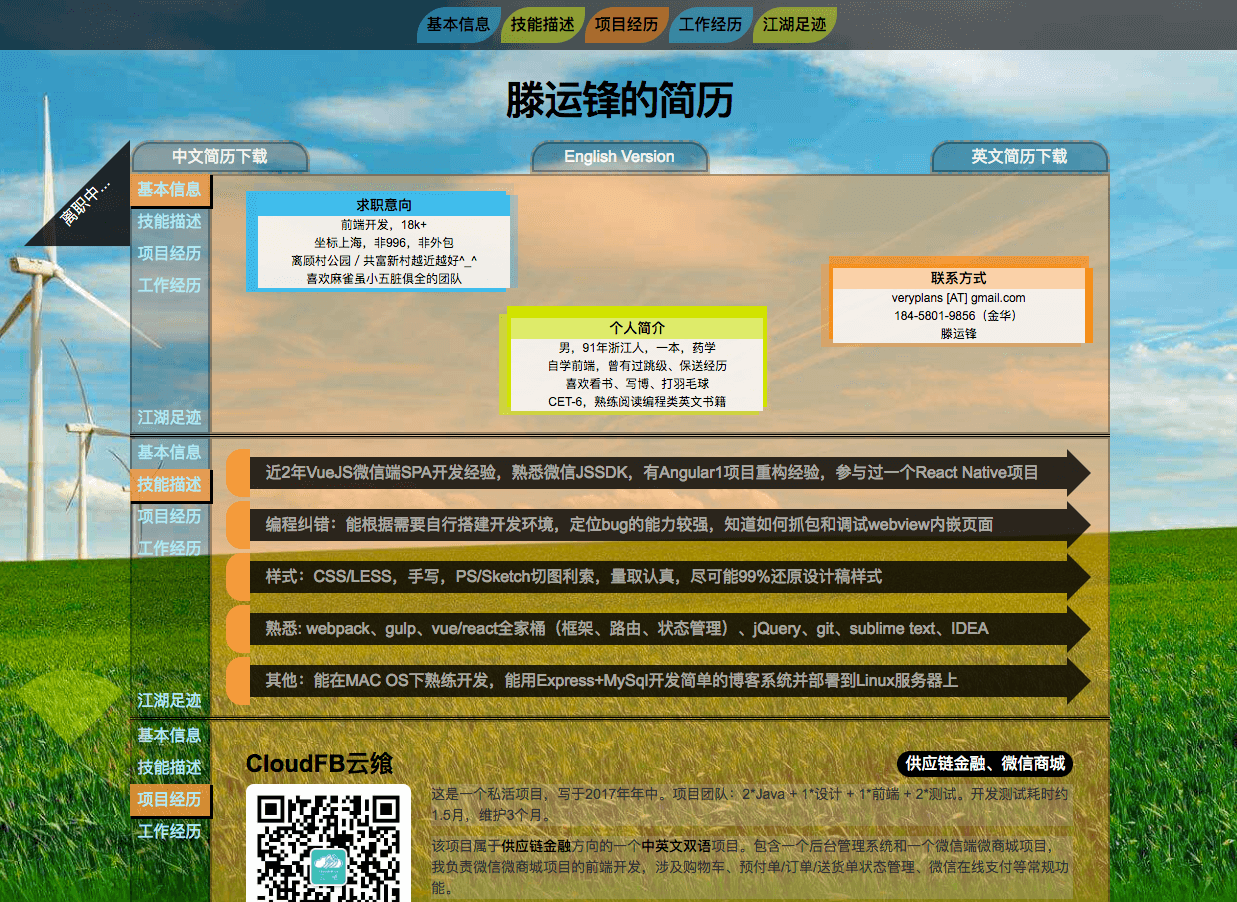 基本信息
技能描述
项目经历
工作经历
江湖足迹
滕运锋的简历
中文简历下载
English Version
英文简历下载
离职中...
基本信息
技能描述
项目经历
工作经历
江湖足迹
求职意向
前端开发，18k+
坐标上海，非996，非外包
离顾村公园 / 共富新村越近越好^_^
喜欢麻雀虽小五脏俱全的团队
个人简介
男，91年浙江人，一本，药学
自学前端，曾有过跳级、保送经历
喜欢看书、写博、打羽毛球
CET-6，熟练阅读编程类英文书籍
联系方式
veryplans [AT] gmail.com
184-5801-9856（金华）
滕运锋
基本信息
技能描述
项目经历
工作经历
江湖足迹
近2年VueJS微信端SPA开发经验，熟悉微信JSSDK，有Angular1项目重构经验，参与过一个React Native项目
编程纠错：能根据需要自行搭建开发环境，定位bug的能力较强，知道如何抓包和调试webview内嵌页面
样式：CSS/LESS，手写，PS/Sketch切图利索，量取认真，尽可能99%还原设计稿样式
熟悉: webpack、gulp、vue/react全家桶（框架、路由、状态管理）、jQuery、git、sublime text、IDEA
其他：能在MAC OS下熟练开发，能用Express+MySql开发简单的博客系统并部署到Linux服务器上
基本信息
技能描述
项目经历
工作经历
CloudFB云飨
供应链金融、微信商城
这是一个私活项目，写于2017年年中。项目团队：2*Java + 1*设计 + 1*前端 + 2*测试。开发测试耗时约
1.5月，维护3个月。
该项目属于供应链金融方向的一个中英文双语项目。包含一个后台管理系统和一个微信端微商城项目，
我负责微信微商城项目的前端开发，涉及购物车、预付单/订单/送货单状态管理、微信在线支付等常规功
能。